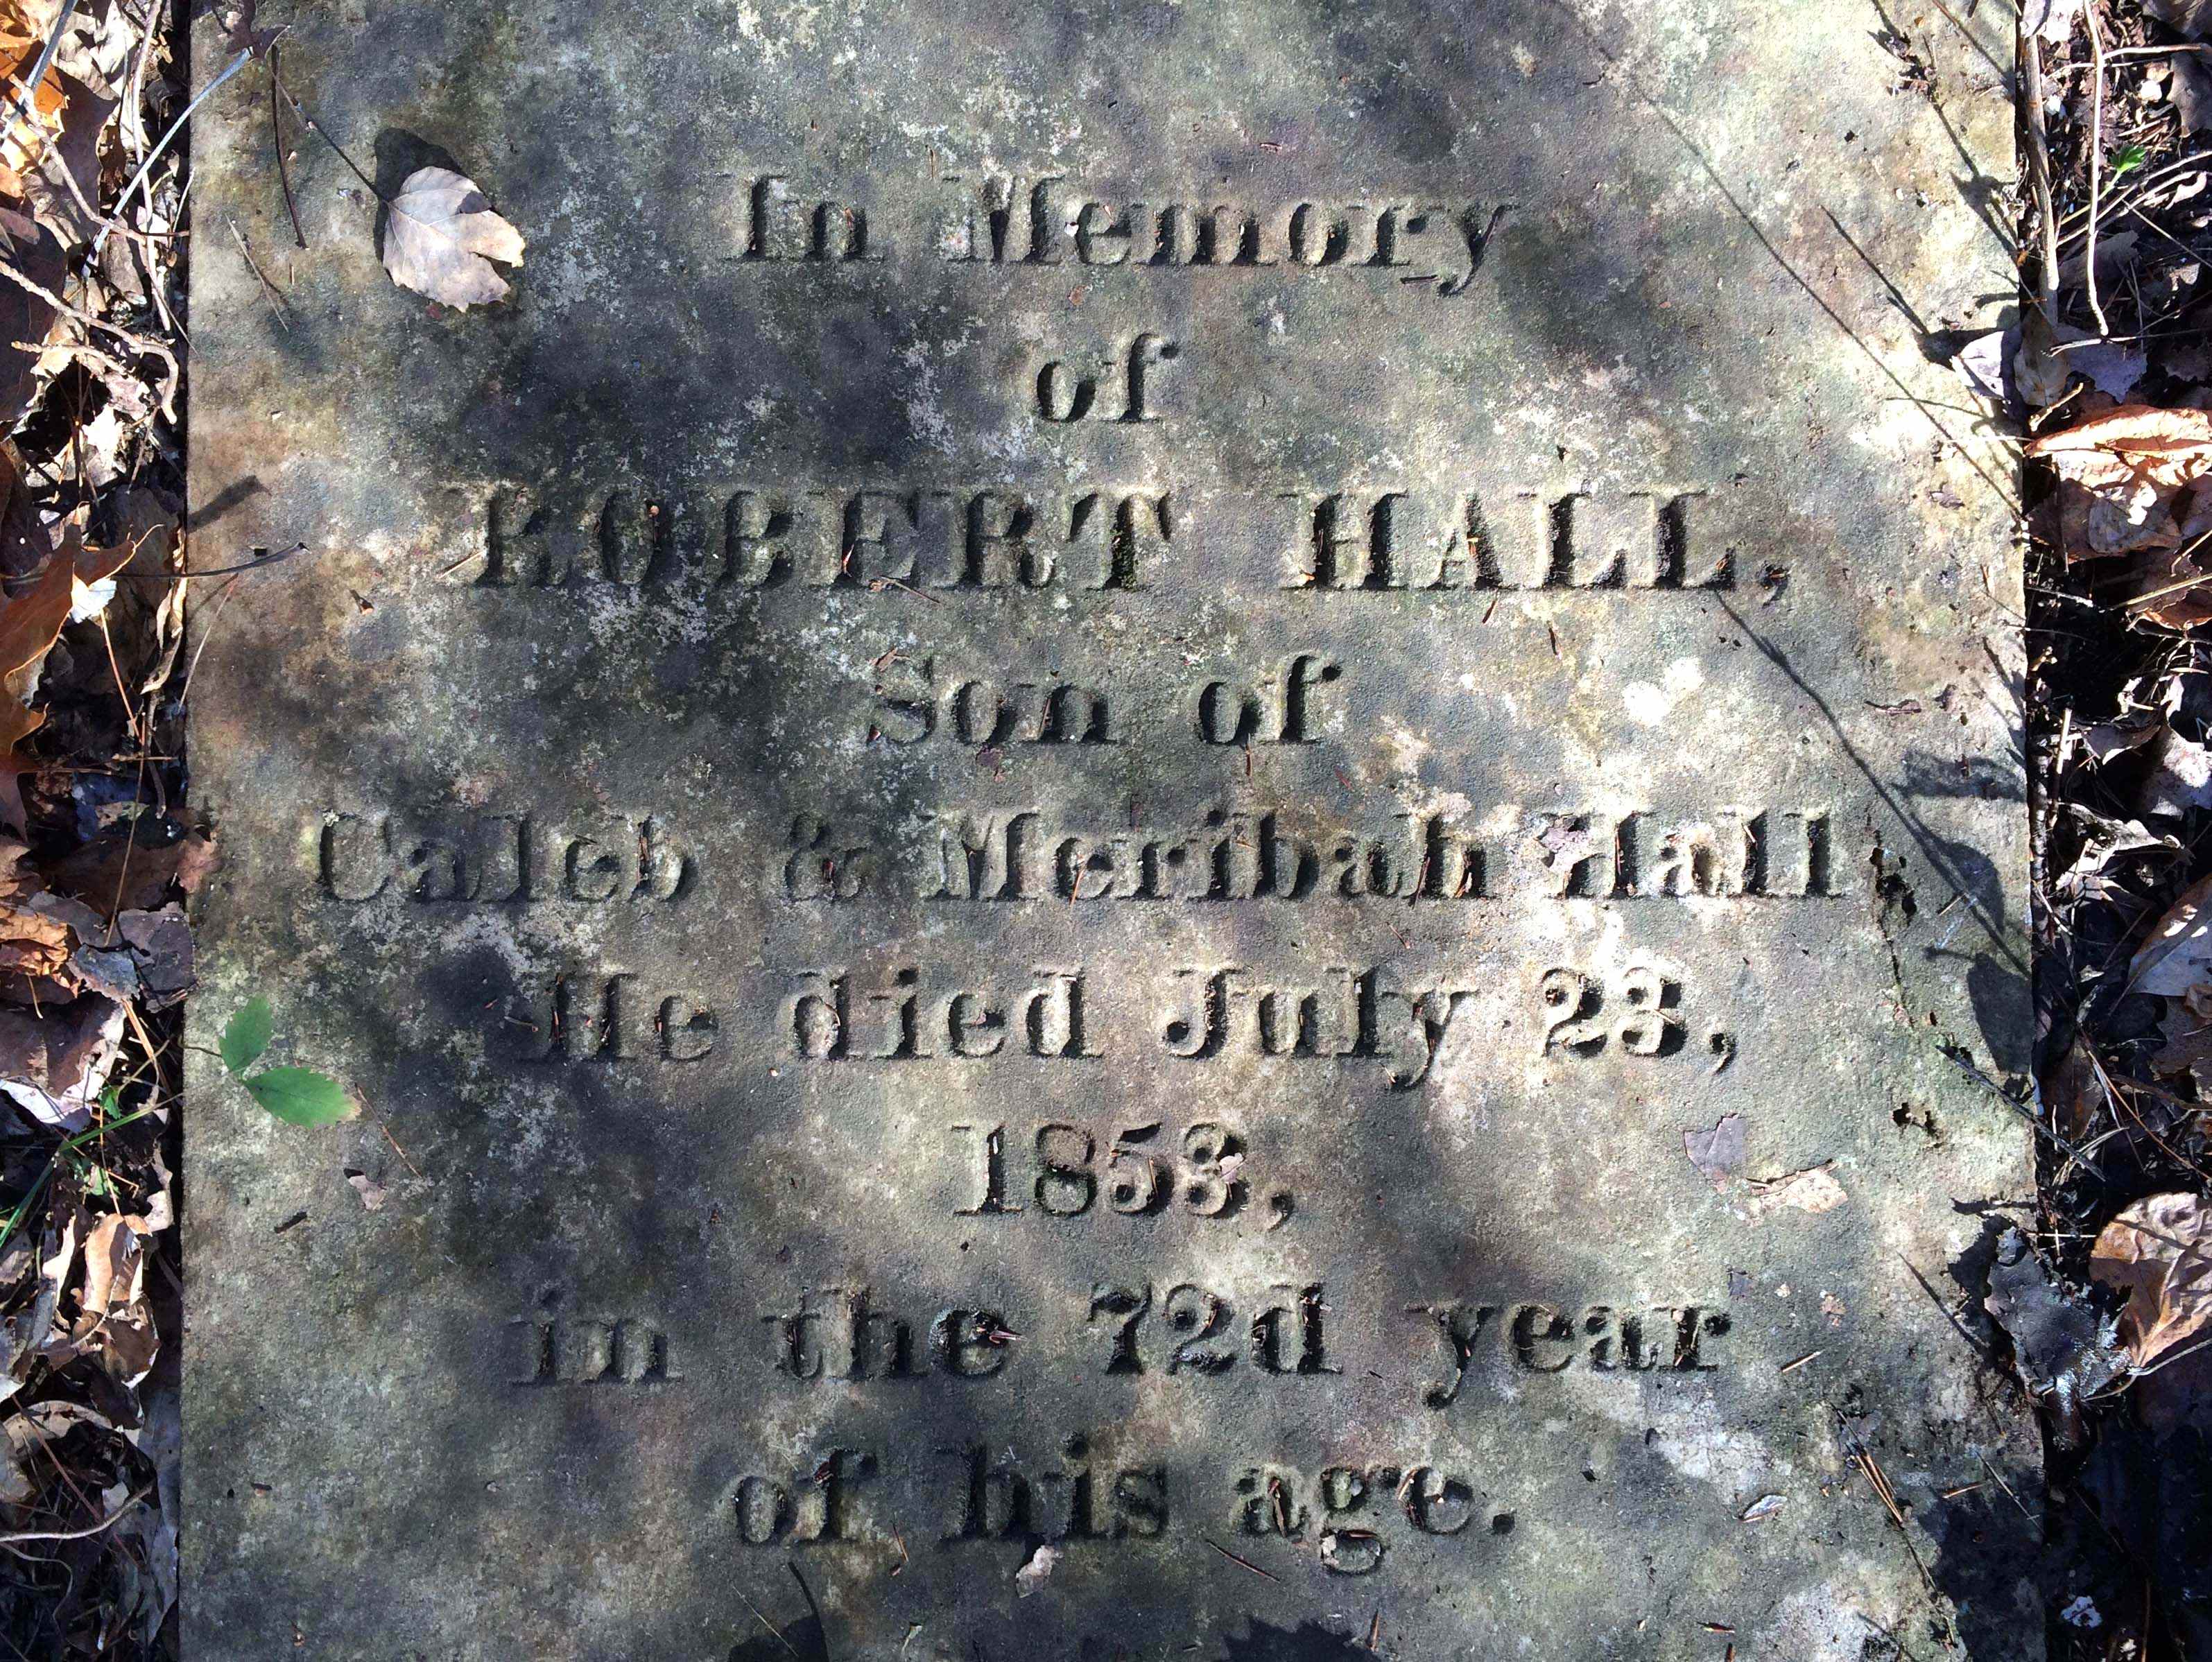 In Memory
of
ROBERT HALL,
Son of
Caleb & Meribah Hall
He died July 23,
1853,
in the 72d year
of his age.